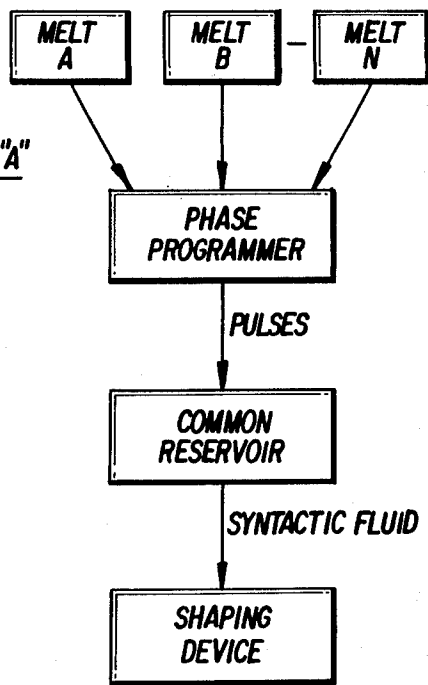 MELT
A
MELT
B
MELT
N
"A"
PHASE
PROGRAMMER
PULSES
COMMON
RESERVOIR
SYNTACTIC FLUID
SHAPING
DEVICE